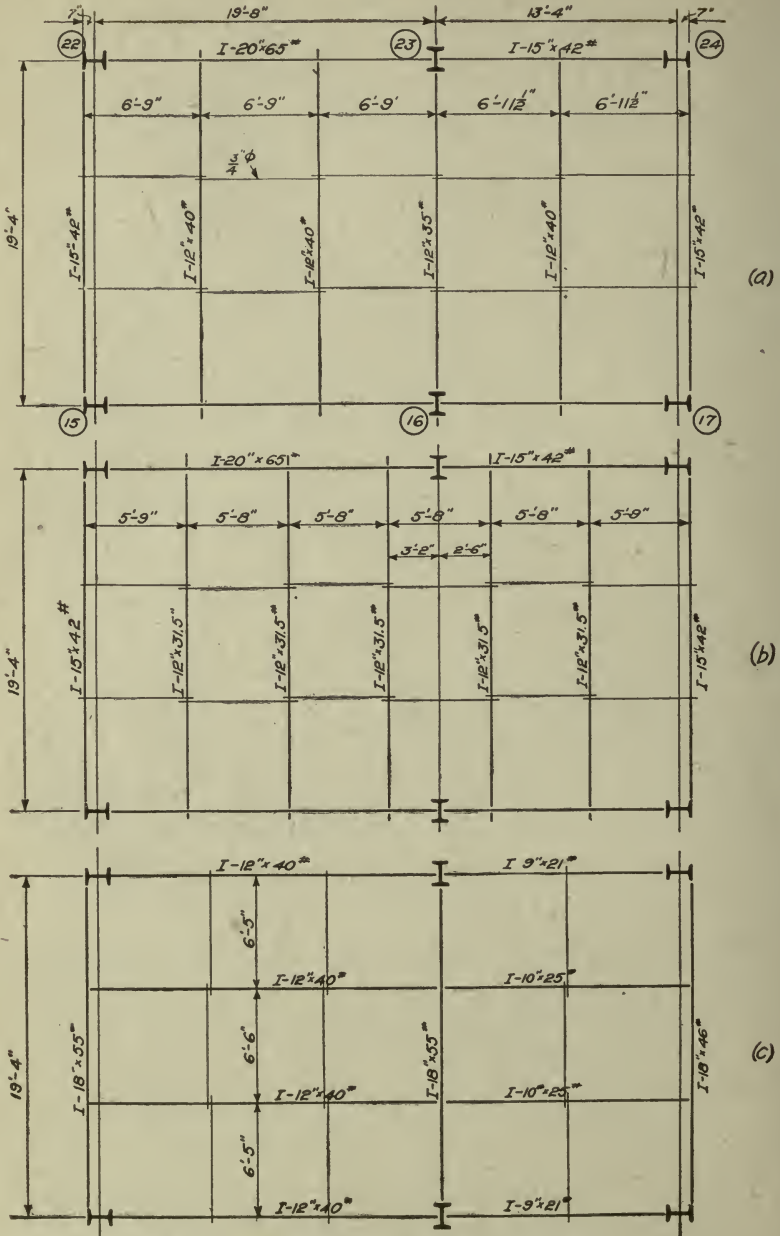 7" 19'-8" 13'-4" 7"
22 I-20"x65# 23 I-15"x42# 24
6'-9" 6'-9" 6'-9' 6'-11½" 6'-11½"
¾"ϕ
19'-4" I-15"-42# I-12"x40# I-12"x40# I-12"x35# I-12"x40# I-15"x42#
(a)
15 16 17
I-20"x65# I-15"x42#
5'-9" 5'-8" 5'-8" 5'-8" 5'-8" 5'-9"
3'-2" 2'-6"
19'-4" I-15"x42# I-12"x31.5" I-12"x31.5# I-12"x31.5# I-12"x31.5# I-12"x31.5# I-15"x42#
(b)
I-12"x40# I 9"x21#
6'-5"
I-12"x40# I-10"x25#
19'-4" I-18"x55# 6'-6" I-18"x55# I-18"x46#
(c)
I-12"x40# I-10"x25"
6'-5"
I-12"x40# I-9"x21#